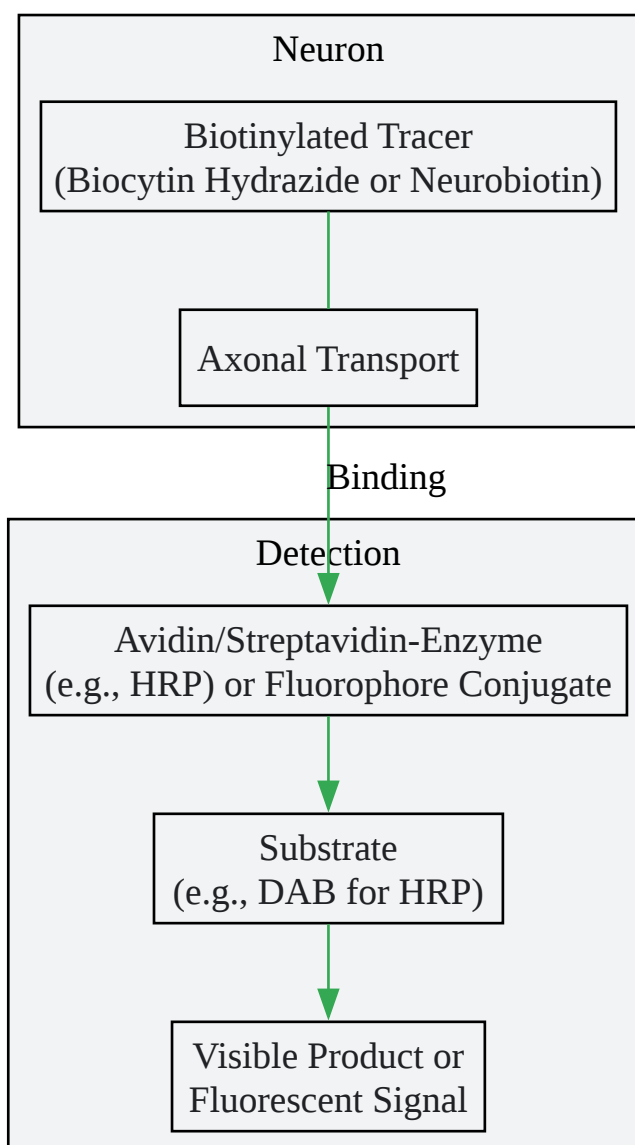 Neuron
Biotinylated Tracer
(Biocytin Hydrazide or Neurobiotin)
Axonal Transport
Binding
Detection
Avidin/Streptavidin-Enzyme
(e.g., HRP) or Fluorophore Conjugate
Substrate
(e.g., DAB for HRP)
Visible Product or
Fluorescent Signal